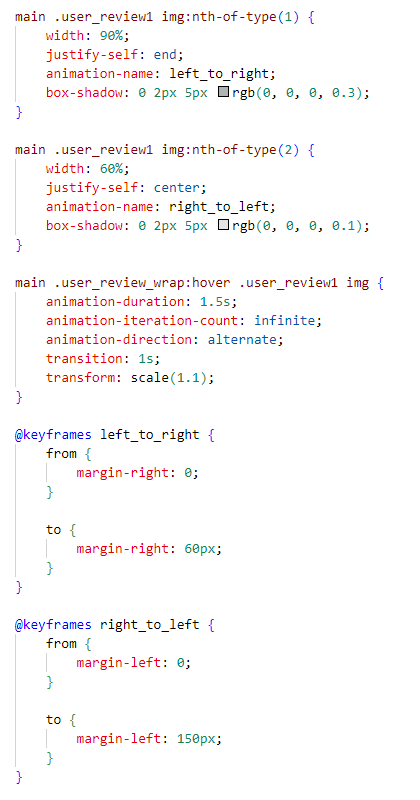 main .user_review1 img:nth-of-type(1) {
    width: 90%;
    justify-self: end;
    animation-name: left_to_right;
    box-shadow: 0 2px 5px rgb(0, 0, 0, 0.3);
}

main .user_review1 img:nth-of-type(2) {
    width: 60%;
    justify-self: center;
    animation-name: right_to_left;
    box-shadow: 0 2px 5px rgb(0, 0, 0, 0.1);
}

main .user_review_wrap:hover .user_review1 img {
    animation-duration: 1.5s;
    animation-iteration-count: infinite;
    animation-direction: alternate;
    transition: 1s;
    transform: scale(1.1);
}

@keyframes left_to_right {
    from {
        margin-right: 0;
    }

    to {
        margin-right: 60px;
    }
}

@keyframes right_to_left {
    from {
        margin-left: 0;
    }

    to {
        margin-left: 150px;
    }
}